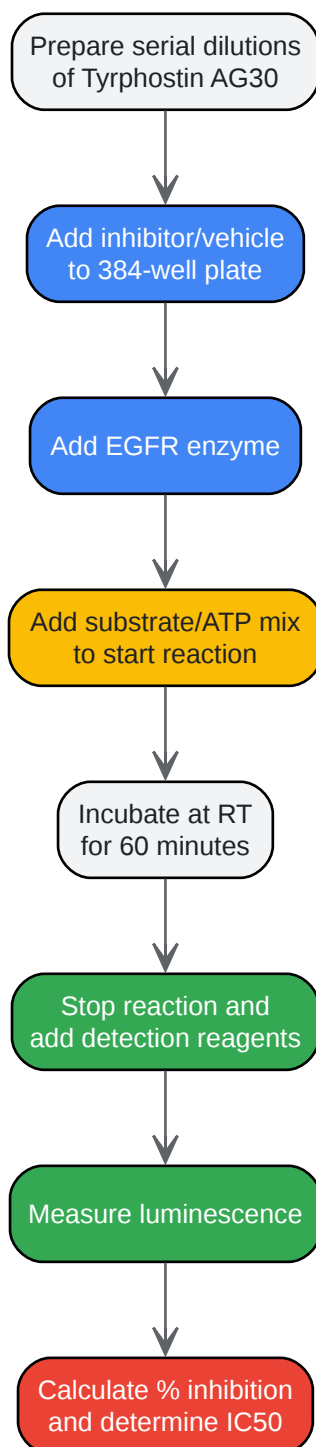 Prepare serial dilutions
of Tyrphostin AG30
Add inhibitor/vehicle
to 384-well plate
Add EGFR enzyme
Add substrate/ATP mix
to start reaction
Incubate at RT
for 60 minutes
Stop reaction and
add detection reagents
Measure luminescence
Calculate % inhibition
and determine IC50